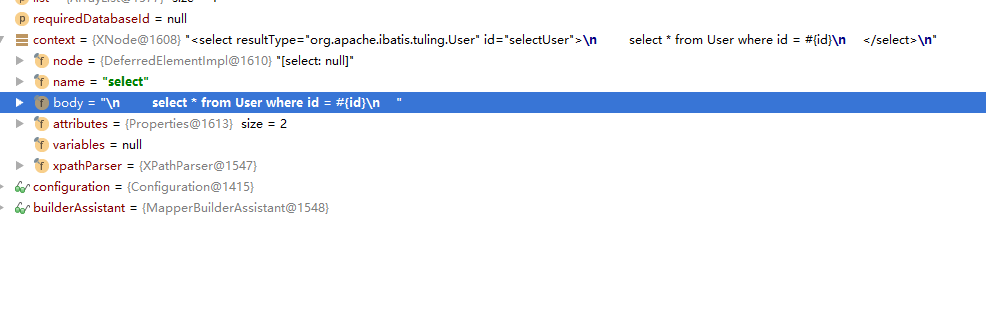 requiredDatabaseId = null
context = {XNode@1608} "<select resultType="org.apache.ibatis.tuling.User" id="selectUser">\n select * from User where id = #{id}\n </select>\n"
node = {DeferredElementImpl@1610} "[select: null]"
name = "select"
body = "\n select * from User where id = #{id}\n "
attributes = {Properties@1613} size = 2
variables = null
xpathParser = {XPathParser@1547}
configuration = {Configuration@1415}
builderAssistant = {MapperBuilderAssistant@1548}